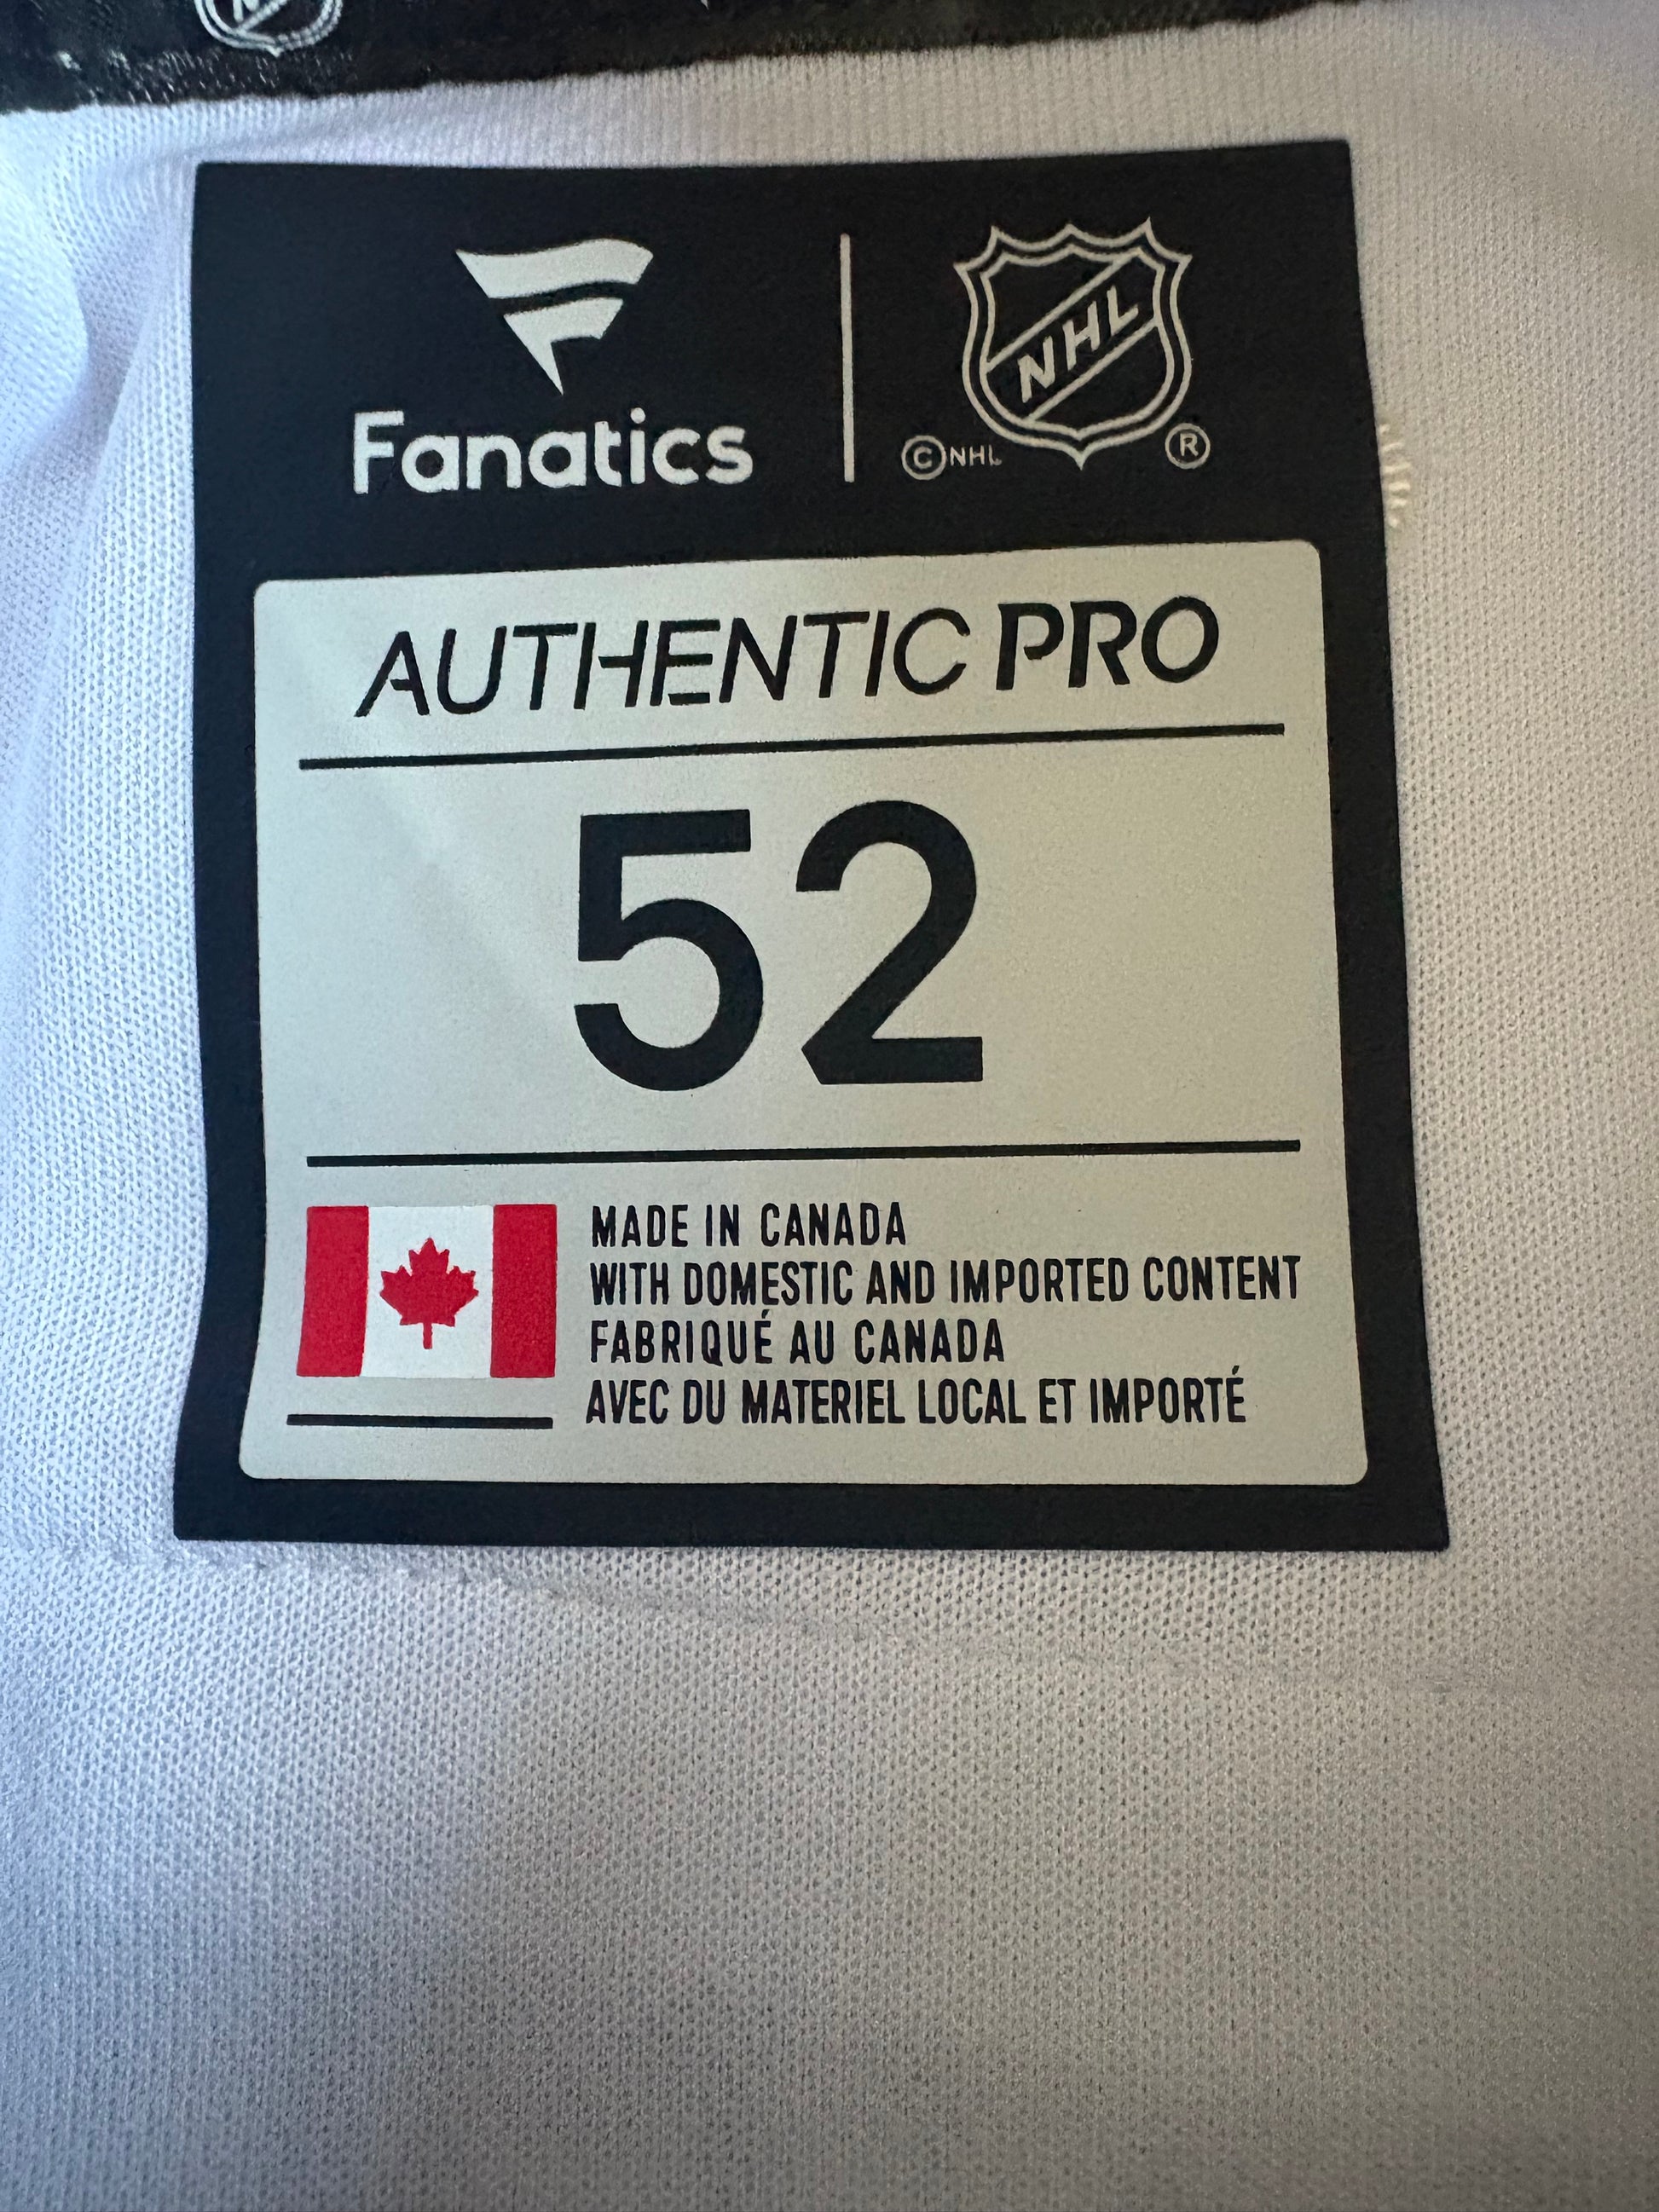 Fanatics
NHL
© NHL ®
AUTHENTIC PRO
52
MADE IN CANADA
WITH DOMESTIC AND IMPORTED CONTENT
FABRIQUÉ AU CANADA
AVEC DU MATERIEL LOCAL ET IMPORTÉ